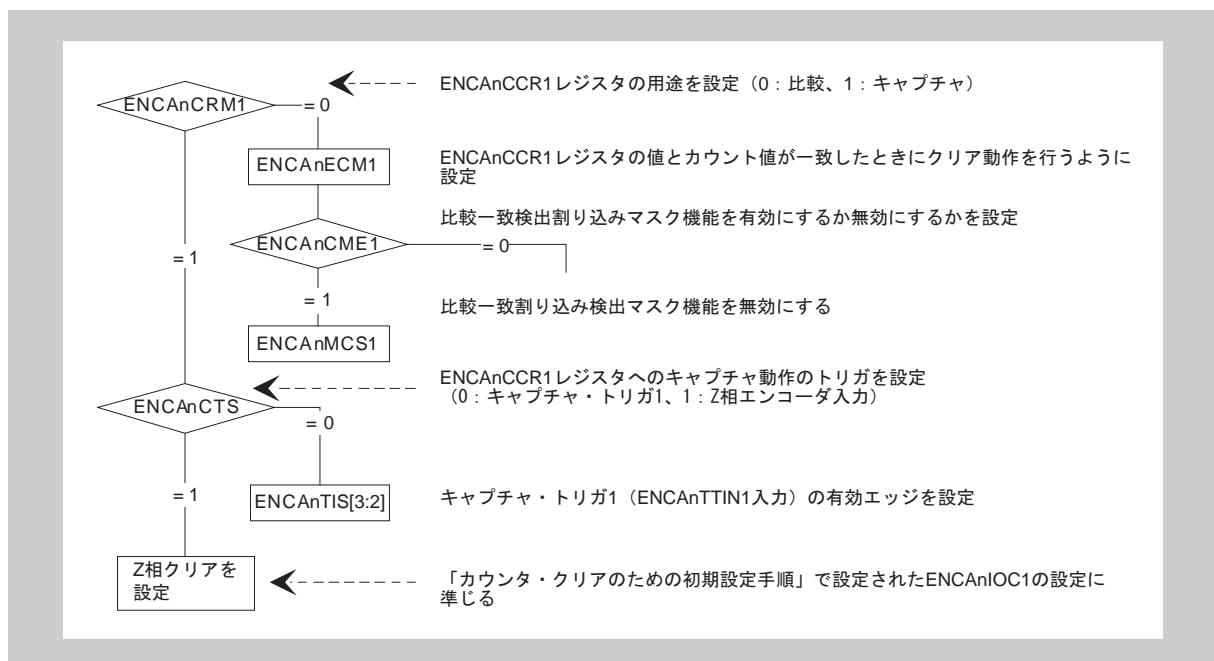 ENCAnCCR1レジスタの用途を設定（0：比較、1：キャプチャ）
ENCAnCRM1
= 0
ENCAnECM1
ENCAnCCR1レジスタの値とカウント値が一致したときにクリア動作を行うように
設定
比較一致検出割り込みマスク機能を有効にするか無効にするかを設定
ENCAnCME1
= 0
= 1
= 1
比較一致割り込み検出マスク機能を無効にする
ENCAnMCS1
ENCAnCCR1レジスタへのキャプチャ動作のトリガを設定
（0：キャプチャ・トリガ1、1：Z相エンコーダ入力）
ENCAnCTS
= 0
= 1
ENCAnTIS[3:2]
キャプチャ・トリガ1（ENCAnTTIN1入力）の有効エッジを設定
Z相クリアを
設定
「カウンタ・クリアのための初期設定手順」で設定されたENCAnIOC1の設定に
準じる